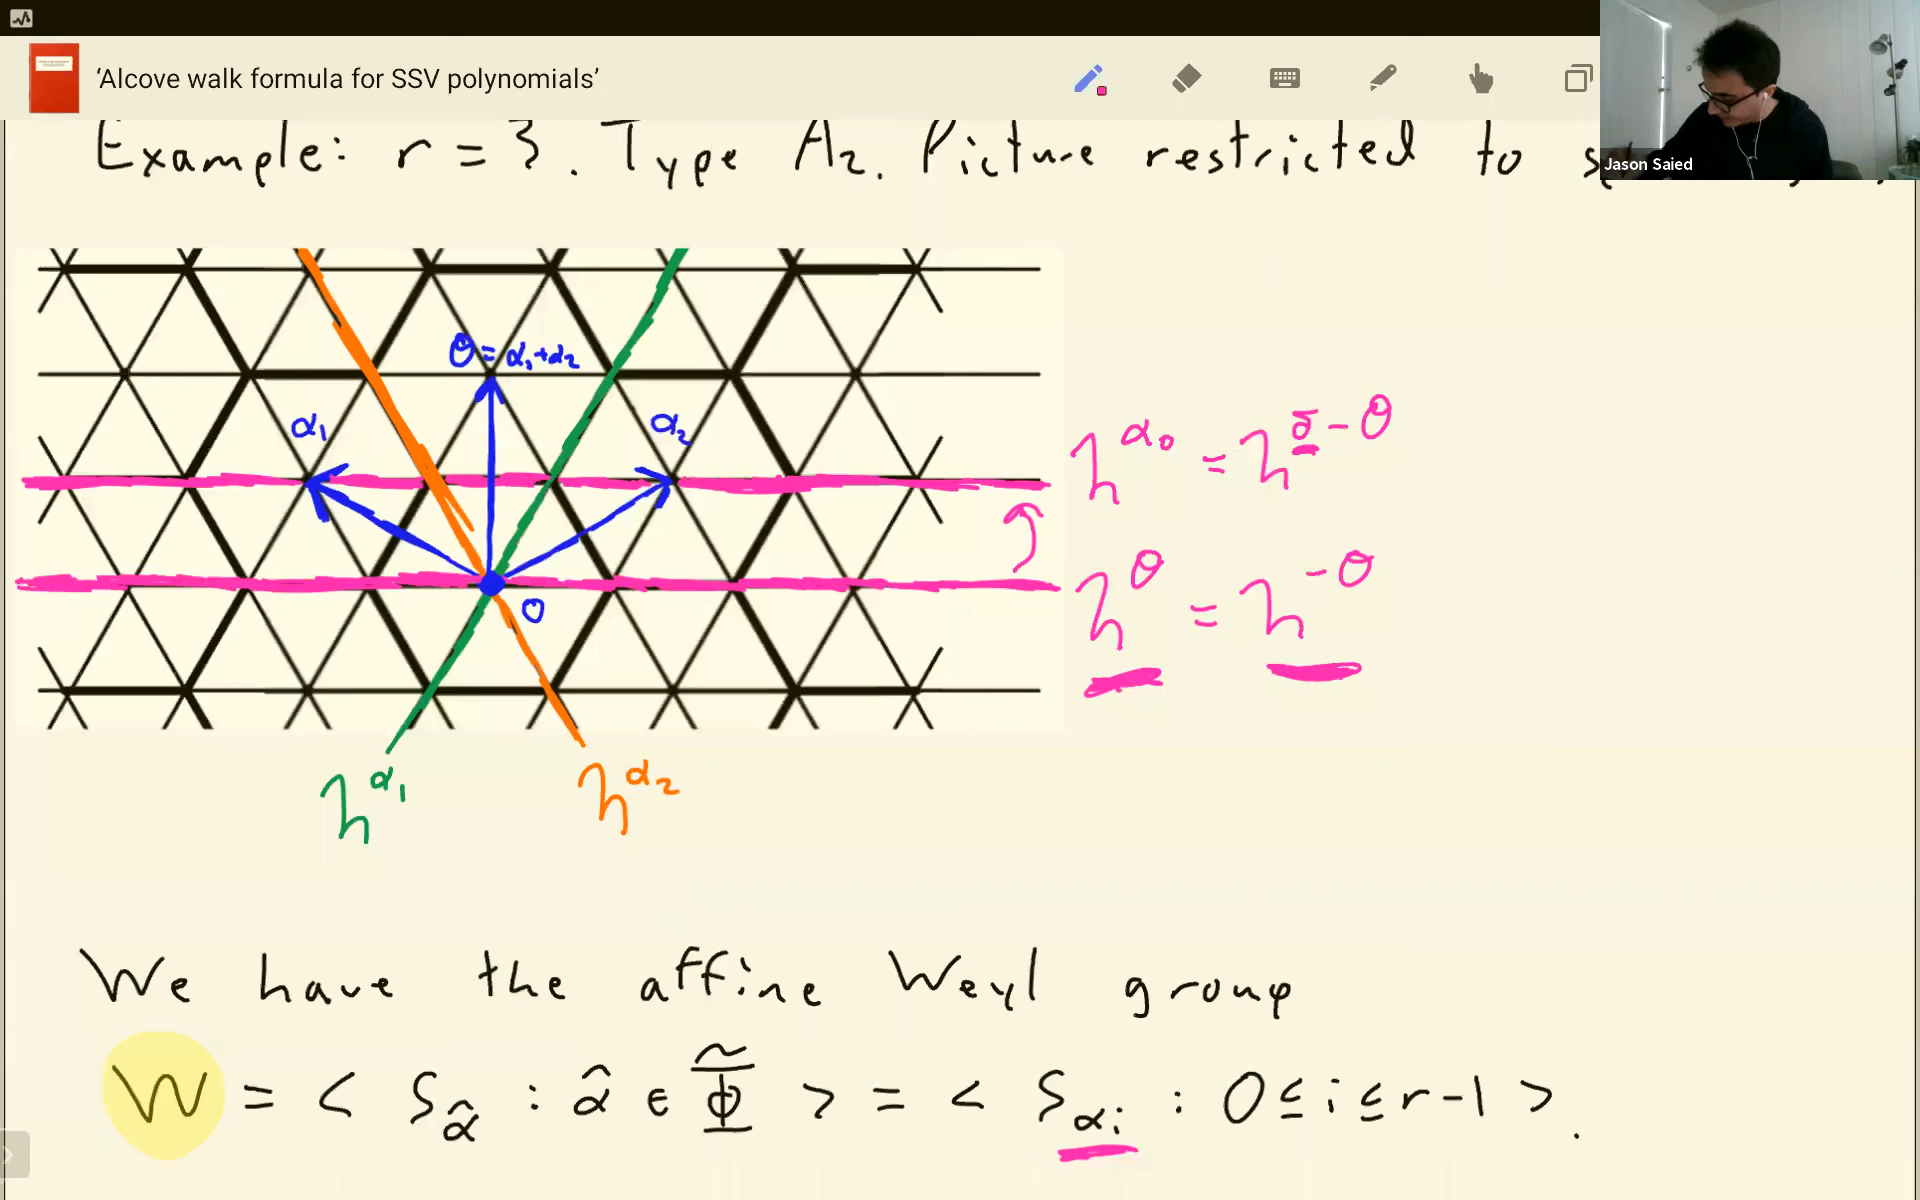 ‘Alcove walk formula for SSV polynomials’
Jason Saied
Example: r = 3. Type A₂. Picture restricted to
θ = α₁+α₂
α₁
α₂
h^α₀ = h^(δ-θ)
h^θ = h^(-θ)
0
h^α₁
h^α₂
We have the affine Weyl group
W = < S_α̂ : α̂ ∈ Φ̃ > = < S_αᵢ : 0 ≤ i ≤ r-1 > .